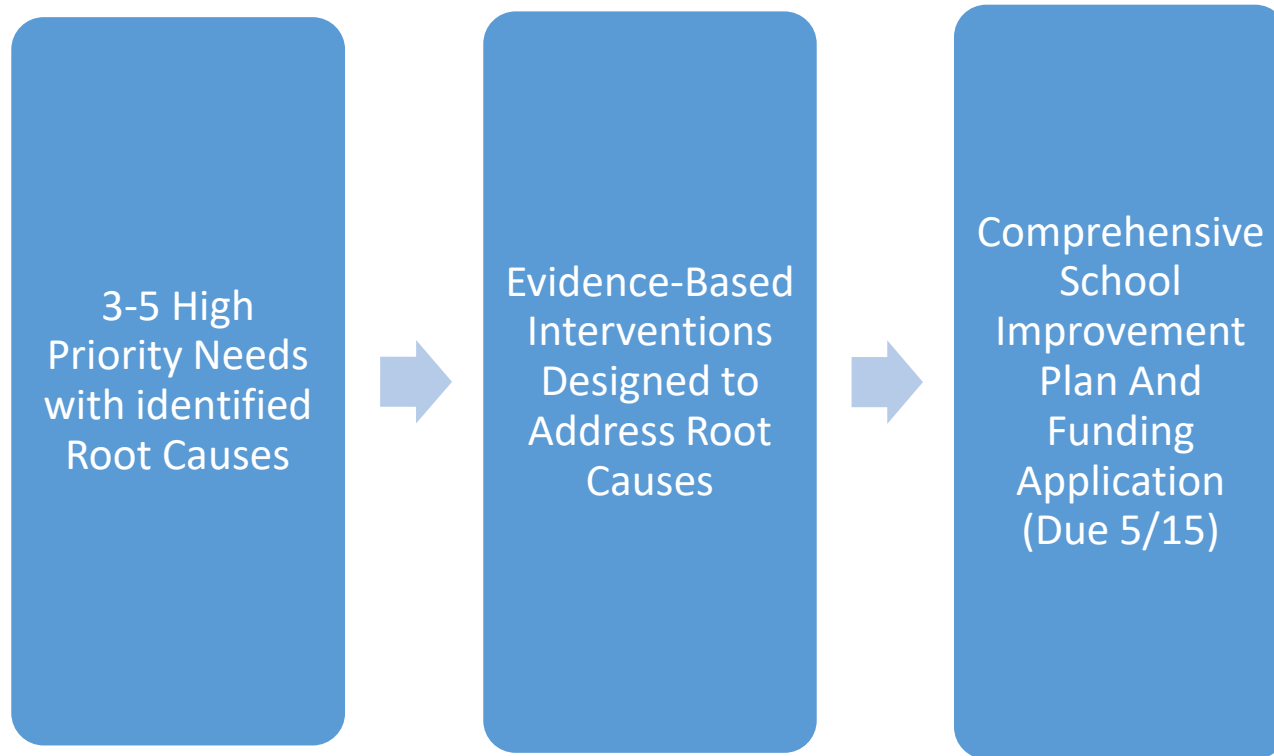 3-5 High
Priority Needs
with identified
Root Causes
Evidence-Based
Interventions
Designed to
Address Root
Causes
Comprehensive
School
Improvement
Plan And
Funding
Application
(Due 5/15)